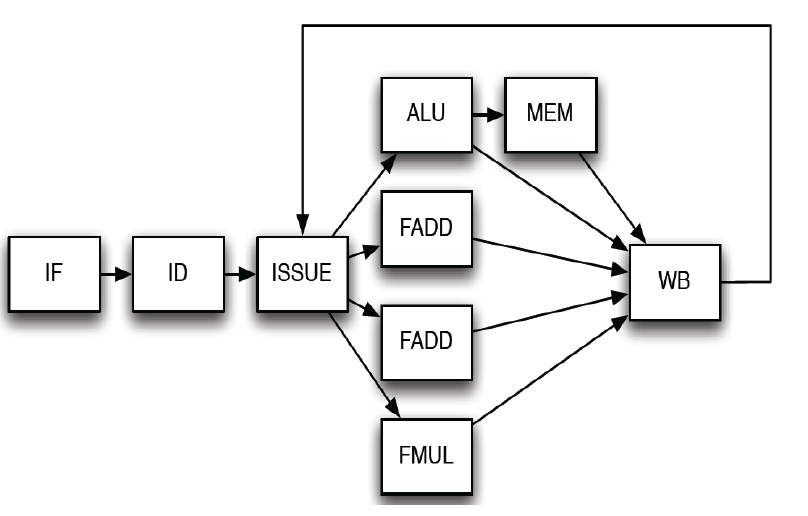 ALU
MEM
FADD
IF
ID
ISSUE
WB
FADD
FMUL